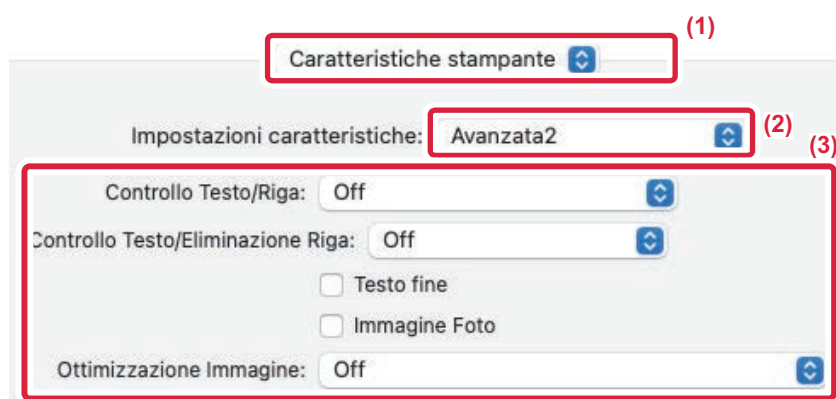 (1)
Caratteristiche stampante
Impostazioni caratteristiche: Avanzata2 (2)
(3)
Controllo Testo/Riga: Off
Controllo Testo/Eliminazione Riga: Off
Testo fine
Immagine Foto
Ottimizzazione Immagine: Off